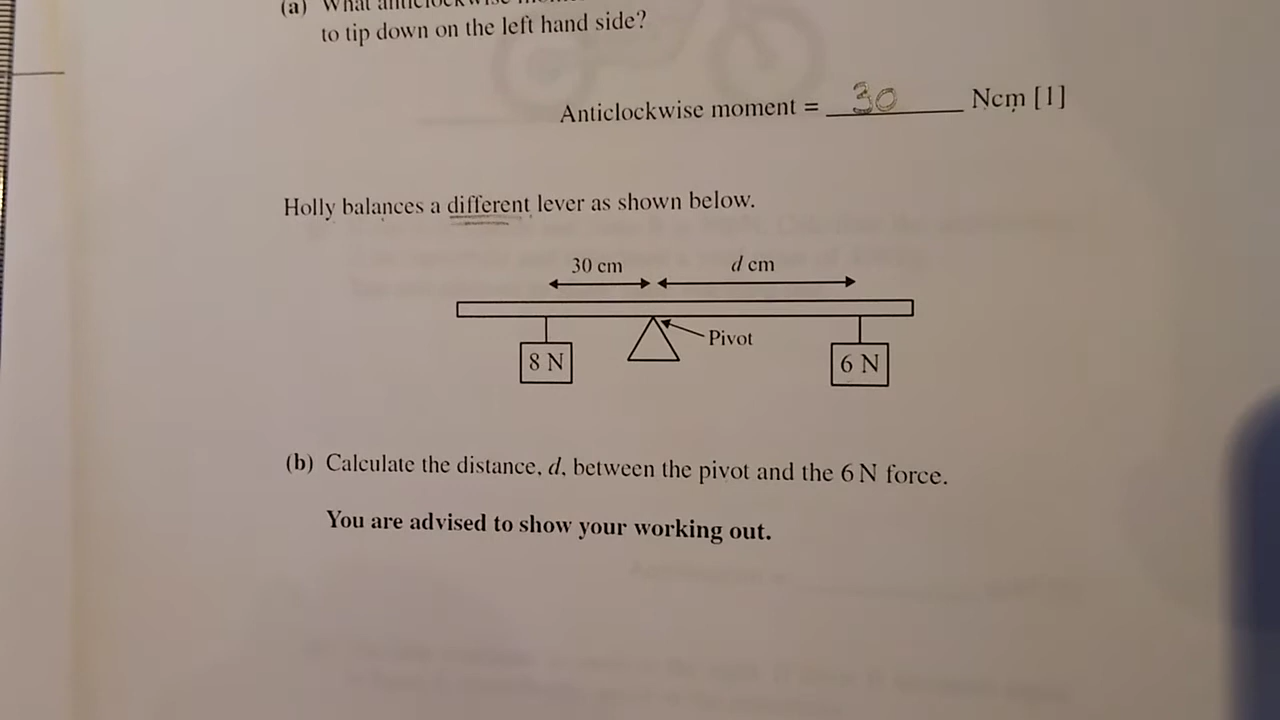 (a) What anticlockwise
to tip down on the left hand side?
Anticlockwise moment = 30 Ncm [1]
Holly balances a different lever as shown below.
30 cm d cm
Pivot
8 N 6 N
(b) Calculate the distance, d, between the pivot and the 6 N force.
You are advised to show your working out.